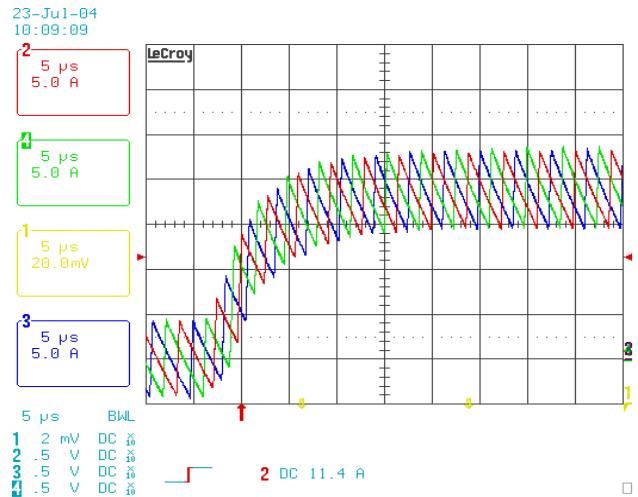 23-Jul-04
10:09:09
LeCroy
2
5 µs
5.0 A
4
5 µs
5.0 A
1
5 µs
20.0mV
3
5 µs
5.0 A
5 µs BWL
1 2 mV DC X10
2 .5 V DC X10
3 .5 V DC X10
4 .5 V DC X10
2 DC 11.4 A
1